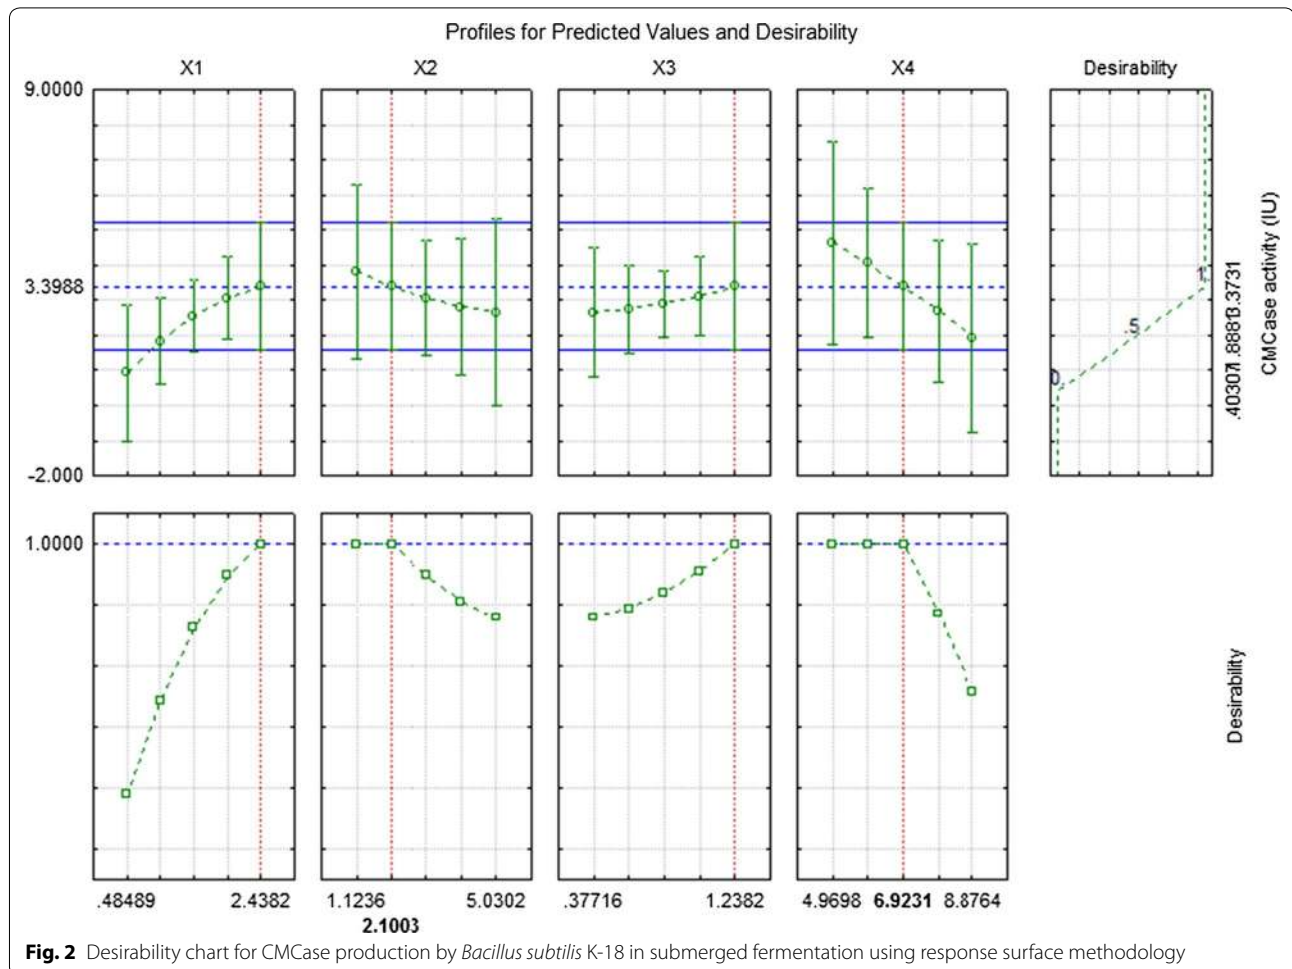 Profiles for Predicted Values and Desirability
X1 X2 X3 X4 Desirability
9.0000
3.3988
-2.000
1
.5
0
3.3731
CMCase activity (IU)
1.0000
Desirability
.48489 2.4382 1.1236 5.0302 .37716 1.2382 4.9698 6.9231 8.8764
2.1003
Fig. 2 Desirability chart for CMCase production by Bacillus subtilis K-18 in submerged fermentation using response surface methodology